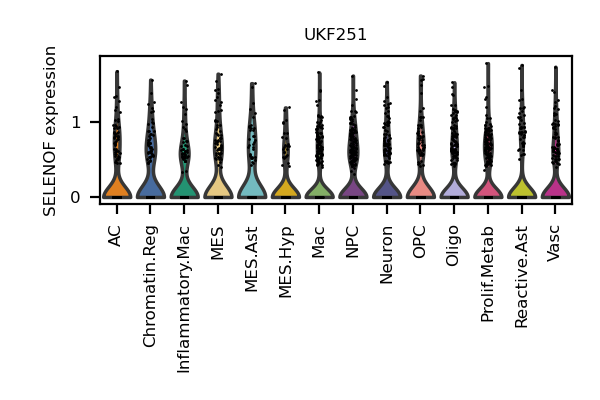 UKF251
SELENOF expression
1
0
AC
Chromatin.Reg
Inflammatory.Mac
MES
MES.Ast
MES.Hyp
Mac
NPC
Neuron
OPC
Oligo
Prolif.Metab
Reactive.Ast
Vasc